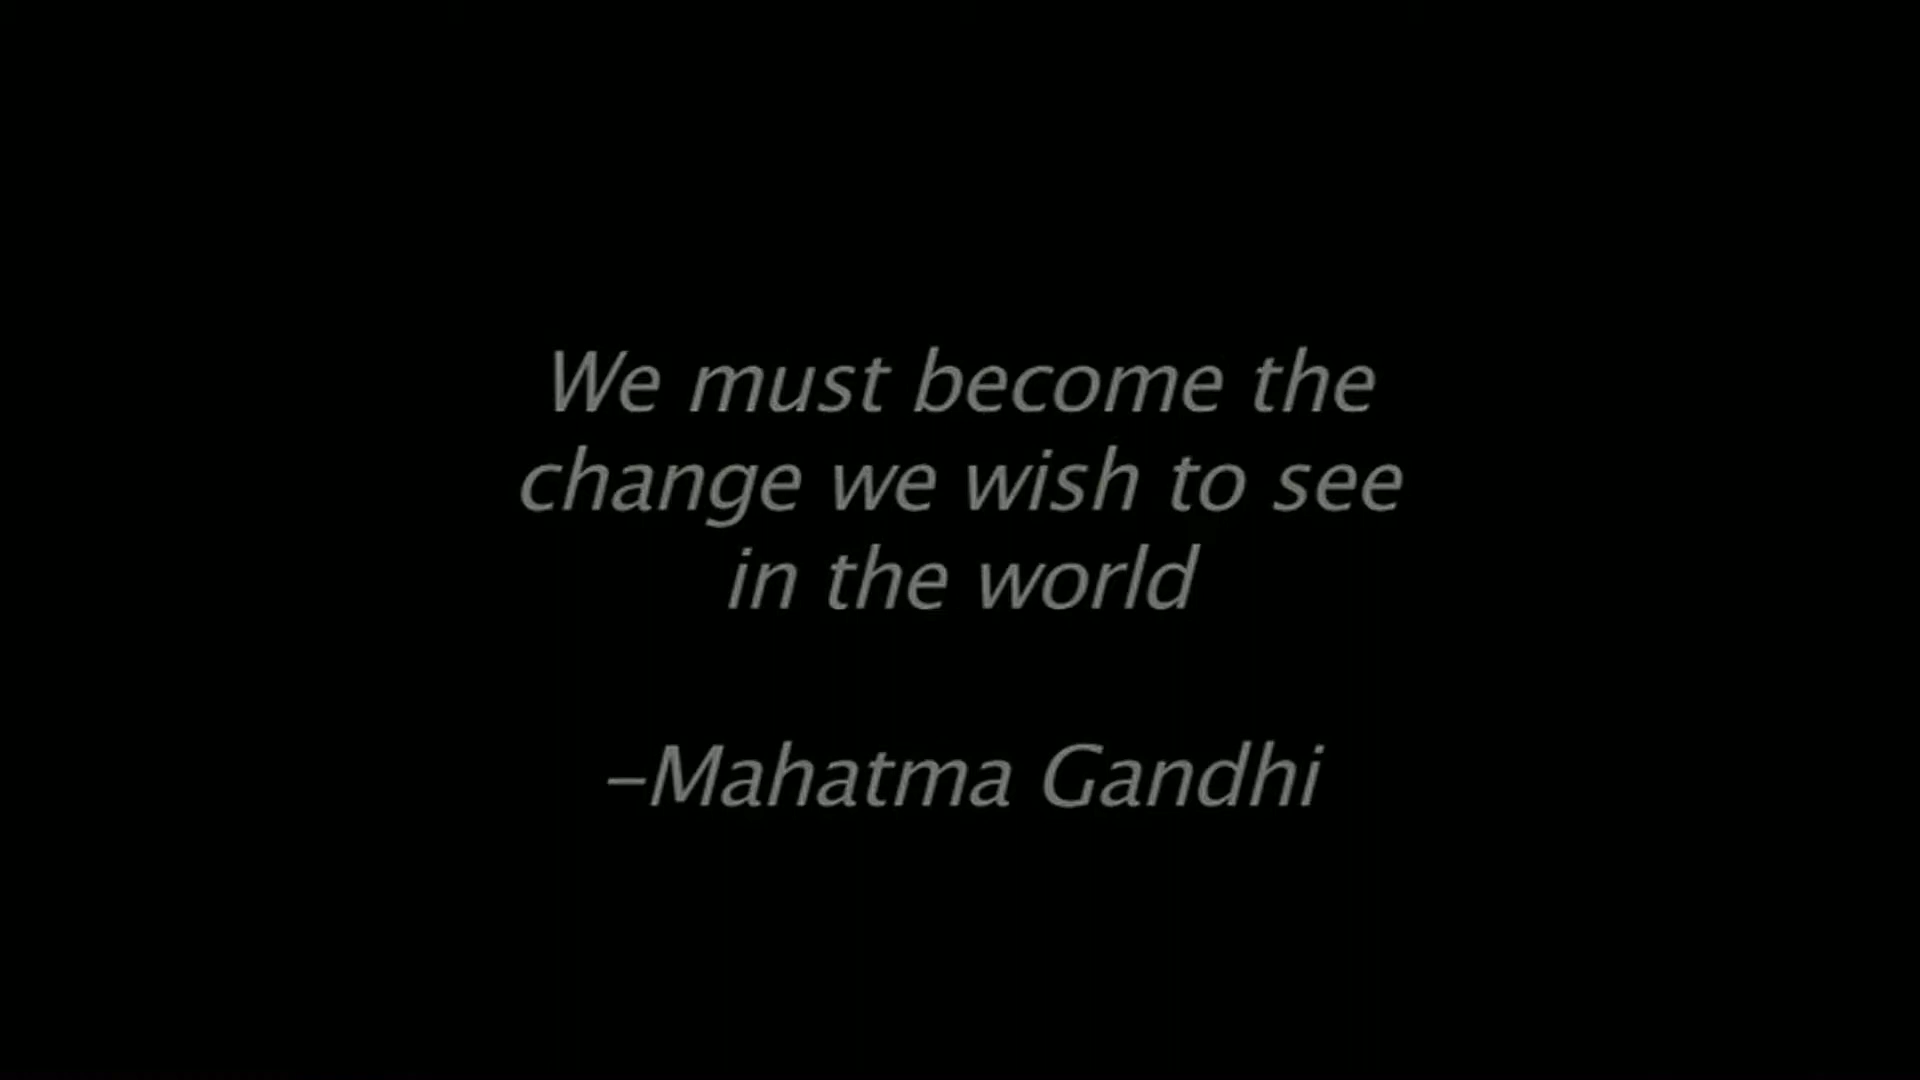 We must become the
change we wish to see
in the world
–Mahatma Gandhi